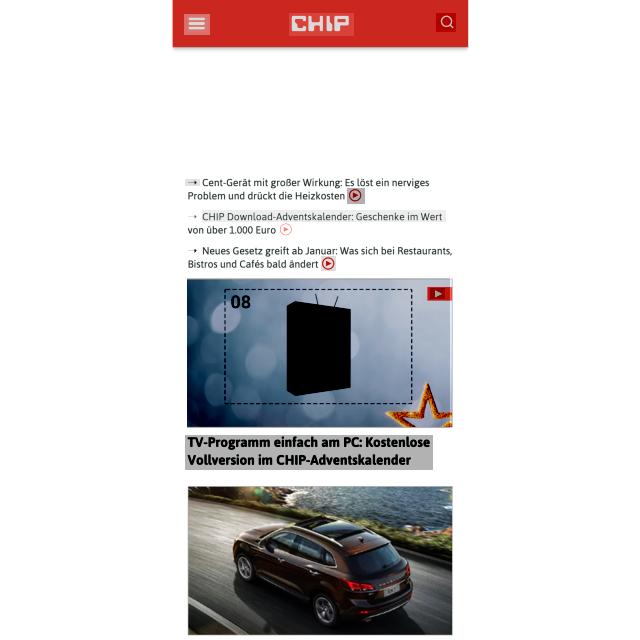 CHIP
→ Cent-Gerät mit großer Wirkung: Es löst ein nerviges
Problem und drückt die Heizkosten
→ CHIP Download-Adventskalender: Geschenke im Wert
von über 1.000 Euro
→ Neues Gesetz greift ab Januar: Was sich bei Restaurants,
Bistros und Cafés bald ändert
08
TV-Programm einfach am PC: Kostenlose
Vollversion im CHIP-Adventskalender